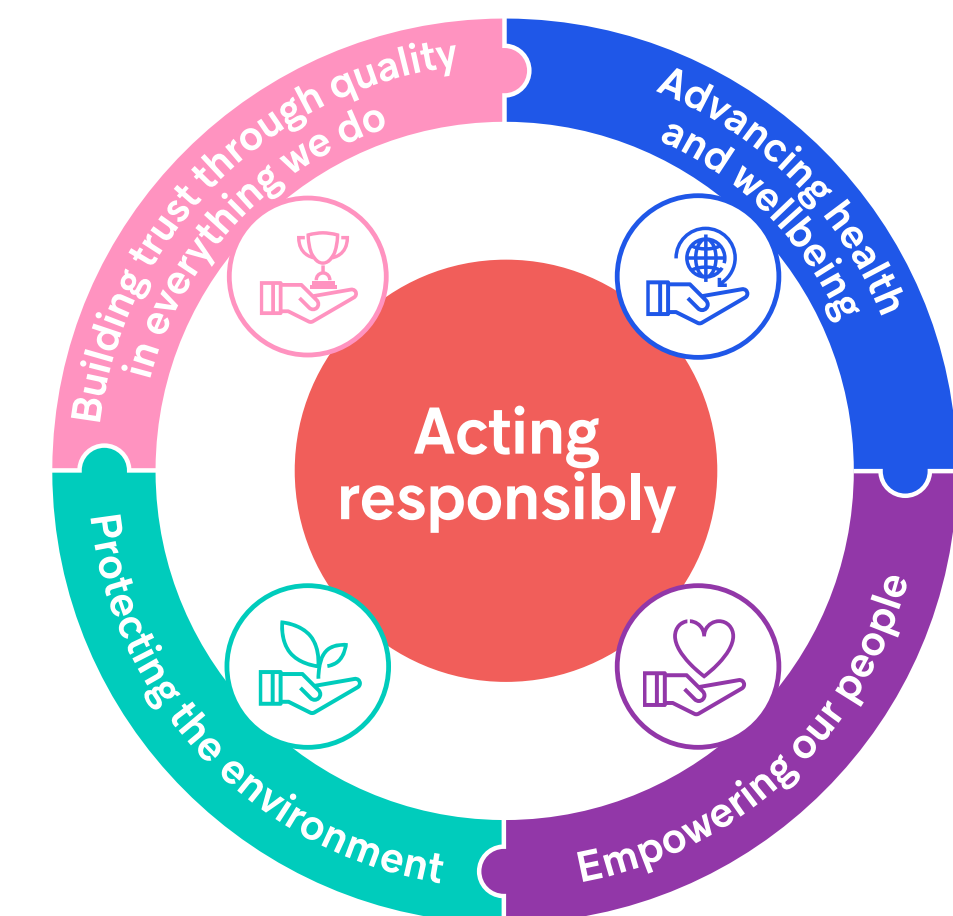 Building trust through quality
in everything we do
Advancing health
and wellbeing
Acting
responsibly
Protecting the environment
Empowering our people